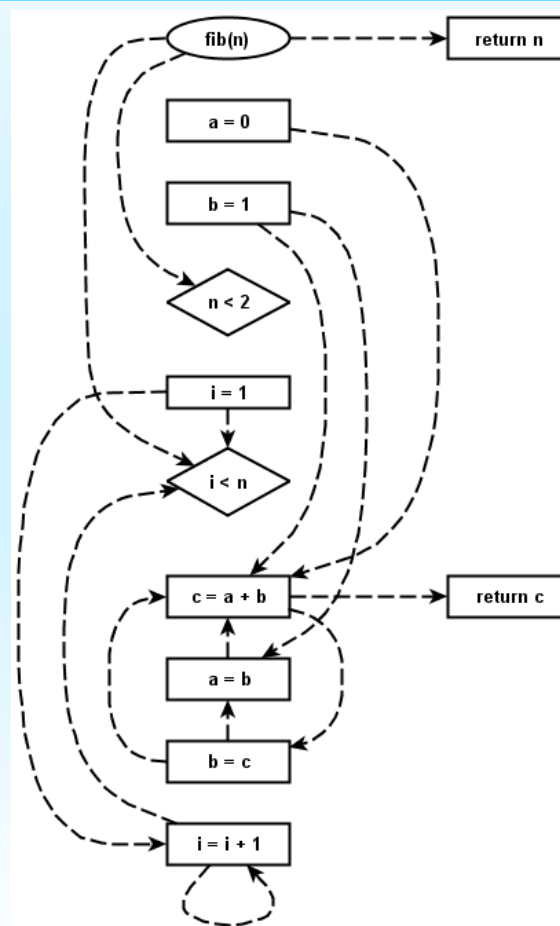 fib(n)
return n
a = 0
b = 1
n < 2
i = 1
i < n
c = a + b
return c
a = b
b = c
i = i + 1